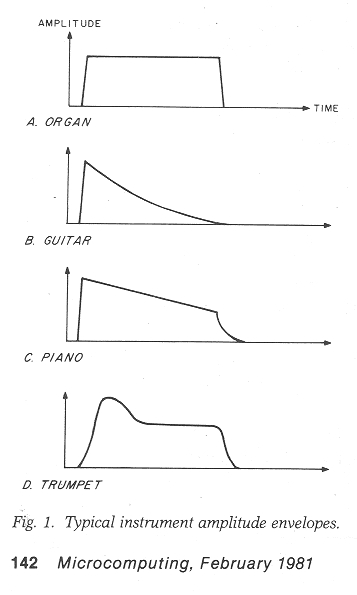 AMPLITUDE
TIME
A. ORGAN
B. GUITAR
C. PIANO
D. TRUMPET
Fig. 1. Typical instrument amplitude envelopes.
142 Microcomputing, February 1981